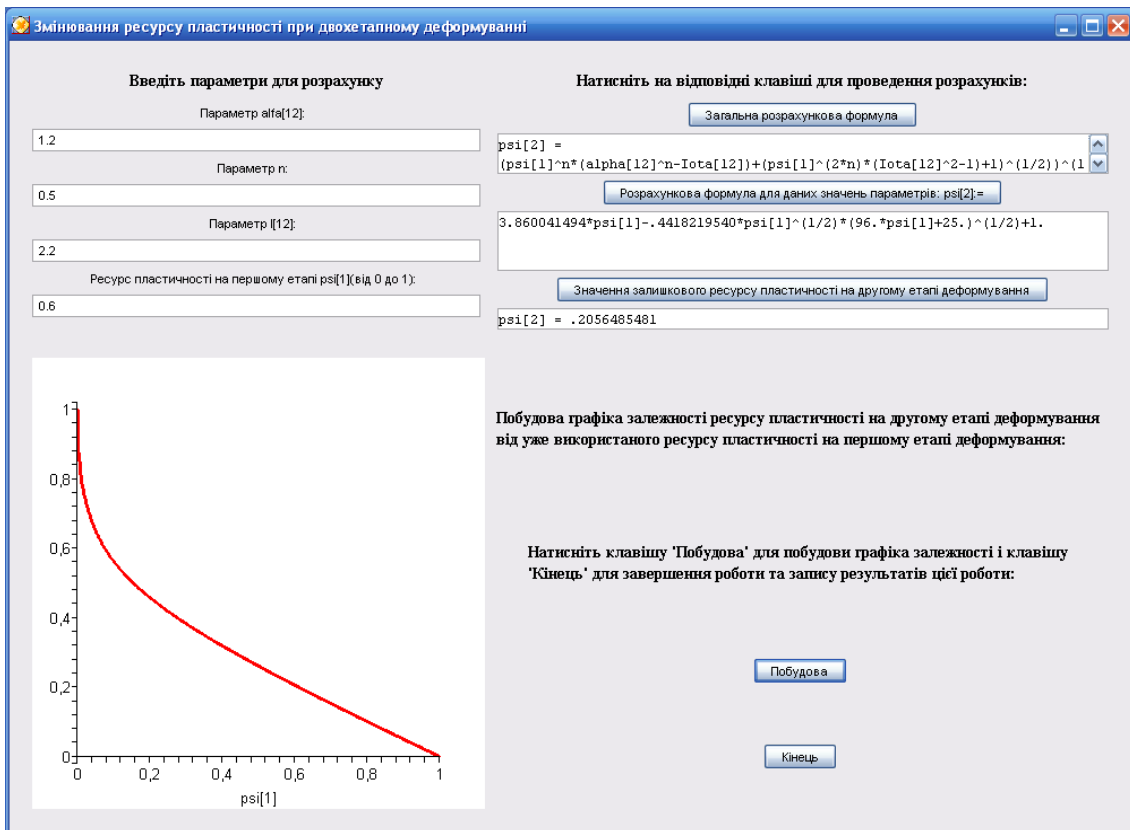 Змінювання ресурсу пластичності при двохетапному деформуванні
Введіть параметри для розрахунку
Параметр alfa[12]:
1.2
Параметр n:
0.5
Параметр I[12]:
2.2
Ресурс пластичності на першому етапі psi[1](від 0 до 1):
0.6
Натисніть на відповідні клавіші для проведення розрахунків:
Загальна розрахункова формула
psi[2] =
(psi[1]^n*(alpha[12]^n-Iota[12])+(psi[1]^(2*n)*(Iota[12]^2-1)+1)^(1/2))^(1
Розрахункова формула для даних значень параметрів: psi[2]:=
3.860041494*psi[1]-.4418219540*psi[1]^(1/2)*(96.*psi[1]+25.)^(1/2)+1.
Значення залишкового ресурсу пластичності на другому етапі деформування
psi[2] = .2056485481
1
0,8
0,6
0,4
0,2
0
0
0,2
0,4
0,6
0,8
1
psi[1]
Побудова графіка залежності ресурсу пластичності на другому етапі деформування
від уже використаного ресурсу пластичності на першому етапі деформування:
Натисніть клавішу 'Побудова' для побудови графіка залежності і клавішу
'Кінець' для завершення роботи та запису результатів цієї роботи:
Побудова
Кінець